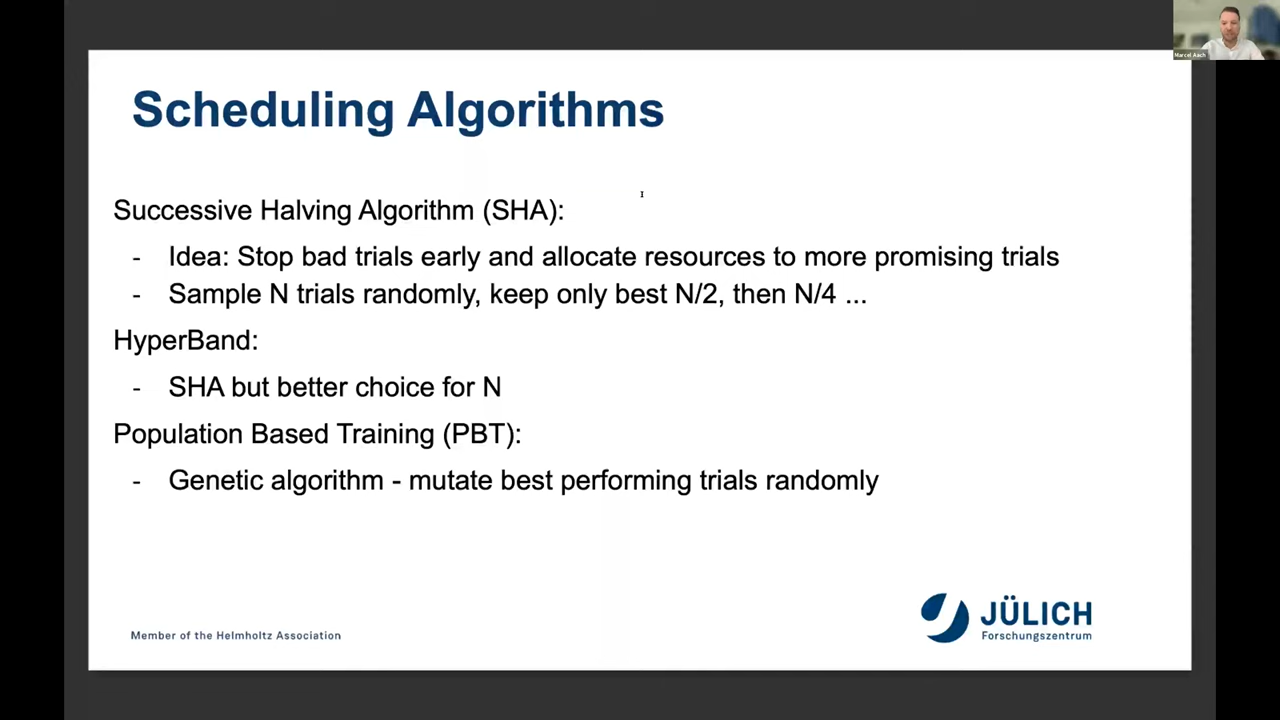 Marcel Aach
Scheduling Algorithms
Successive Halving Algorithm (SHA):
- Idea: Stop bad trials early and allocate resources to more promising trials
- Sample N trials randomly, keep only best N/2, then N/4 ...
HyperBand:
- SHA but better choice for N
Population Based Training (PBT):
- Genetic algorithm - mutate best performing trials randomly
Member of the Helmholtz Association
JÜLICH
Forschungszentrum